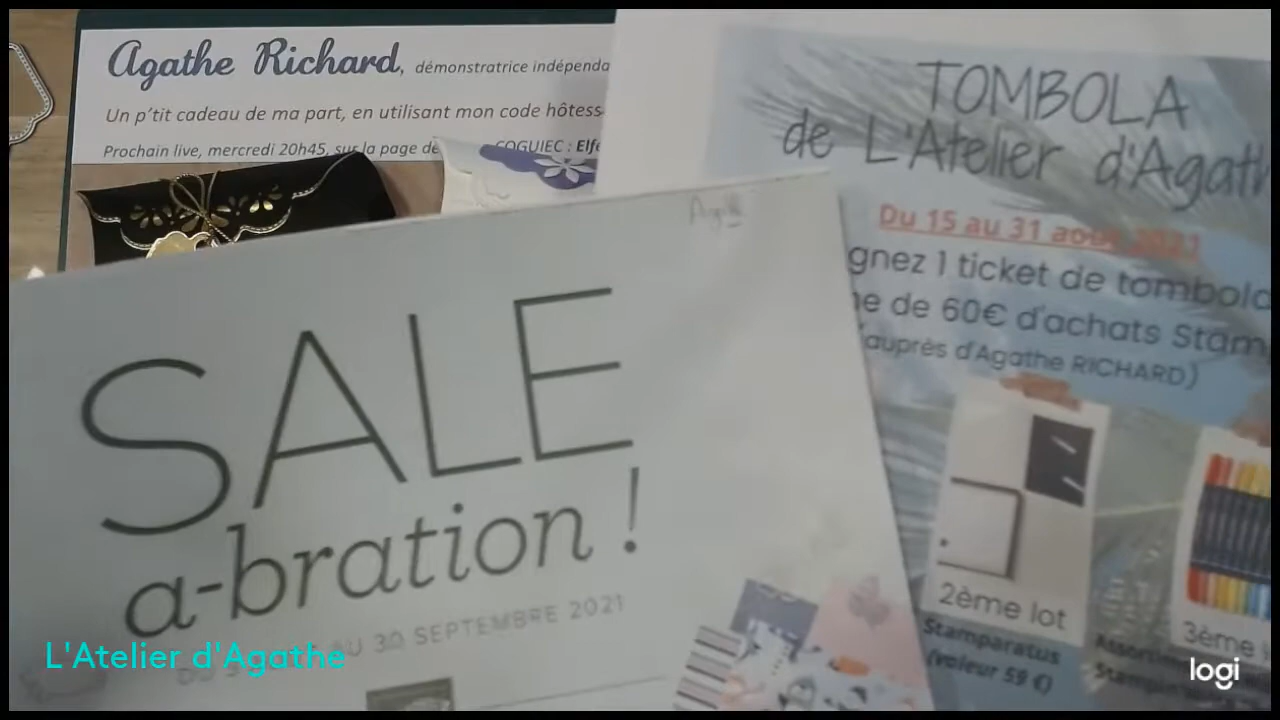 Agathe Richard, démonstratrice indépenda
Un p'tit cadeau de ma part, en utilisant mon code hôtess
Prochain live, mercredi 20h45, sur la page de COGUIEC : Elfe
TOMBOLA
de L'Atelier d'Agath
Du 15 au 31 août 2021
gnez 1 ticket de tombola
de 60€ d'achats Stam
auprès d'Agathe RICHARD)
SALE
a-bration !
AU 30 SEPTEMBRE 2021
2ème lot
Stamparatus
(valeur 59 €)
3ème
L'Atelier d'Agathe
logi